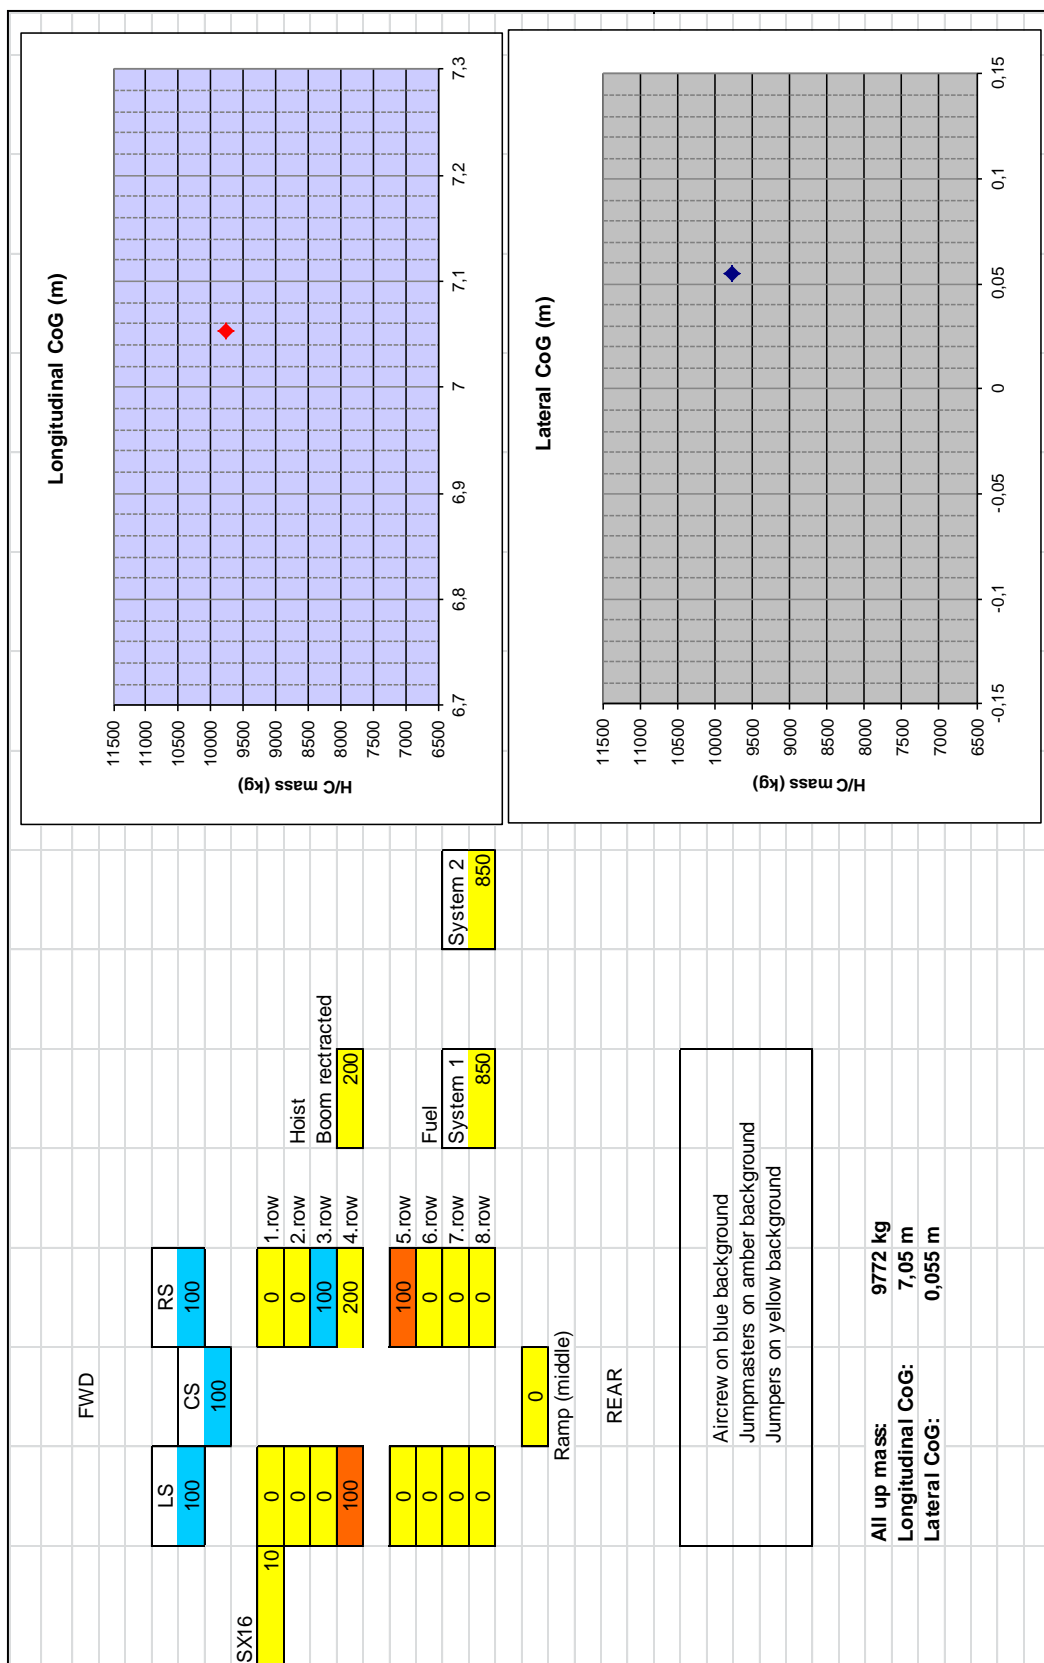 FWD
LS
RS
100
100
CS
100
SX16
10
0
0
1.row
0
0
2.row
Hoist
0
100
3.row
Boom rectracted
100
200
4.row
200
0
100
5.row
0
0
6.row
Fuel
0
0
7.row
System 1
System 2
0
0
8.row
850
850
0
Ramp (middle)
REAR
Aircrew on blue background
Jumpmasters on amber background
Jumpers on yellow background
All up mass: 9772 kg
Longitudinal CoG: 7,05 m
Lateral CoG: 0,055 m
Longitudinal CoG (m)
11500
11000
10500
10000
9500
9000
8500
8000
7500
7000
6500
H/C mass (kg)
6,7
6,8
6,9
7
7,1
7,2
7,3
Lateral CoG (m)
11500
11000
10500
10000
9500
9000
8500
8000
7500
7000
6500
H/C mass (kg)
-0,15
-0,1
-0,05
0
0,05
0,1
0,15